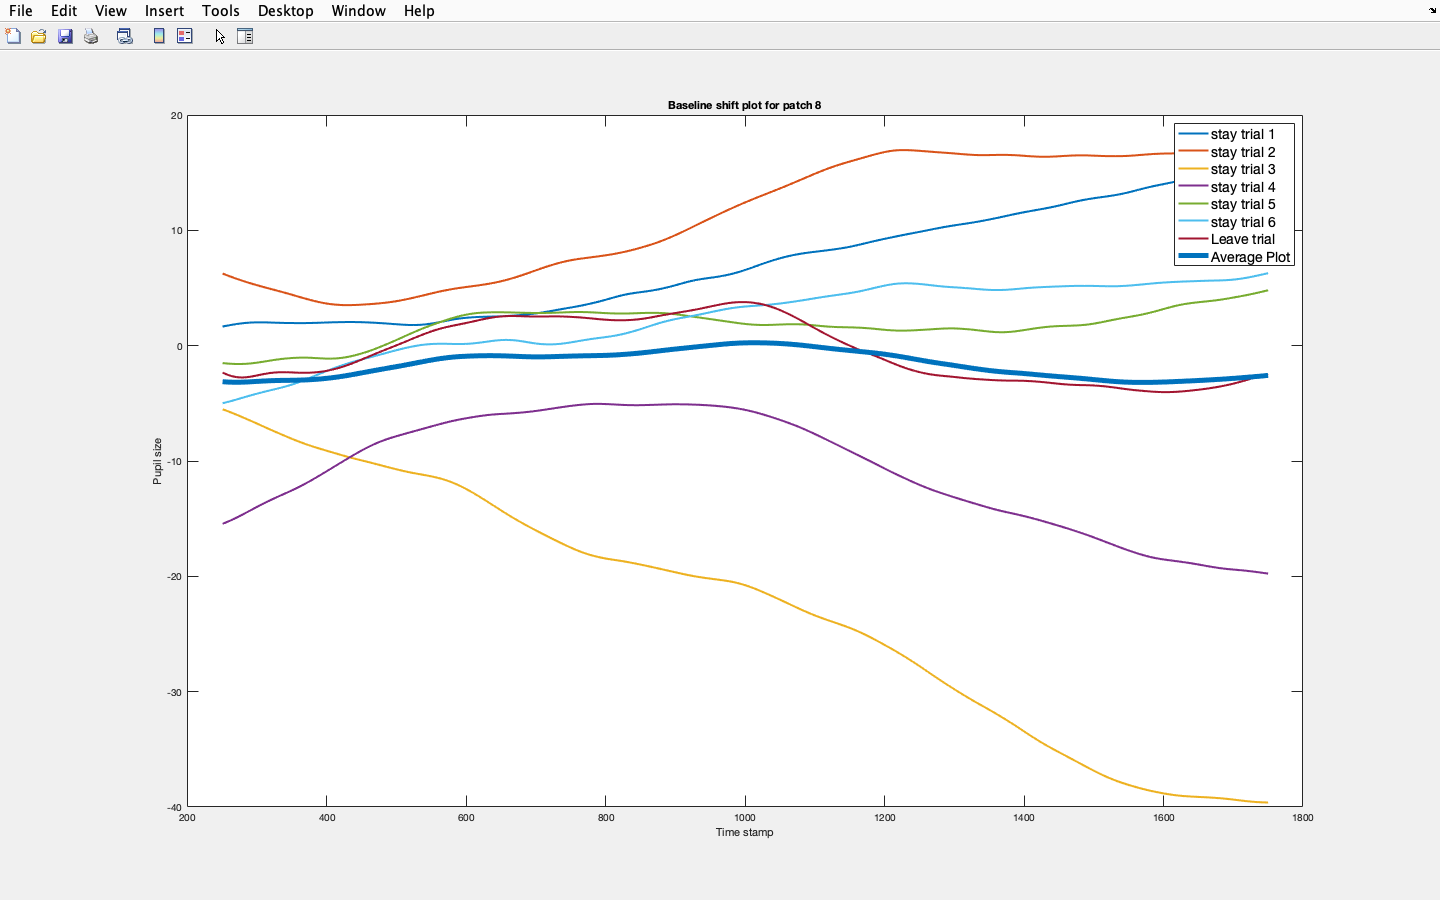 File Edit View Insert Tools Desktop Window Help
Baseline shift plot for patch 8
20
10
0
-10
-20
-30
-40
Pupil size
200 400 600 800 1000 1200 1400 1600 1800
Time stamp
stay trial 1
stay trial 2
stay trial 3
stay trial 4
stay trial 5
stay trial 6
Leave trial
Average Plot